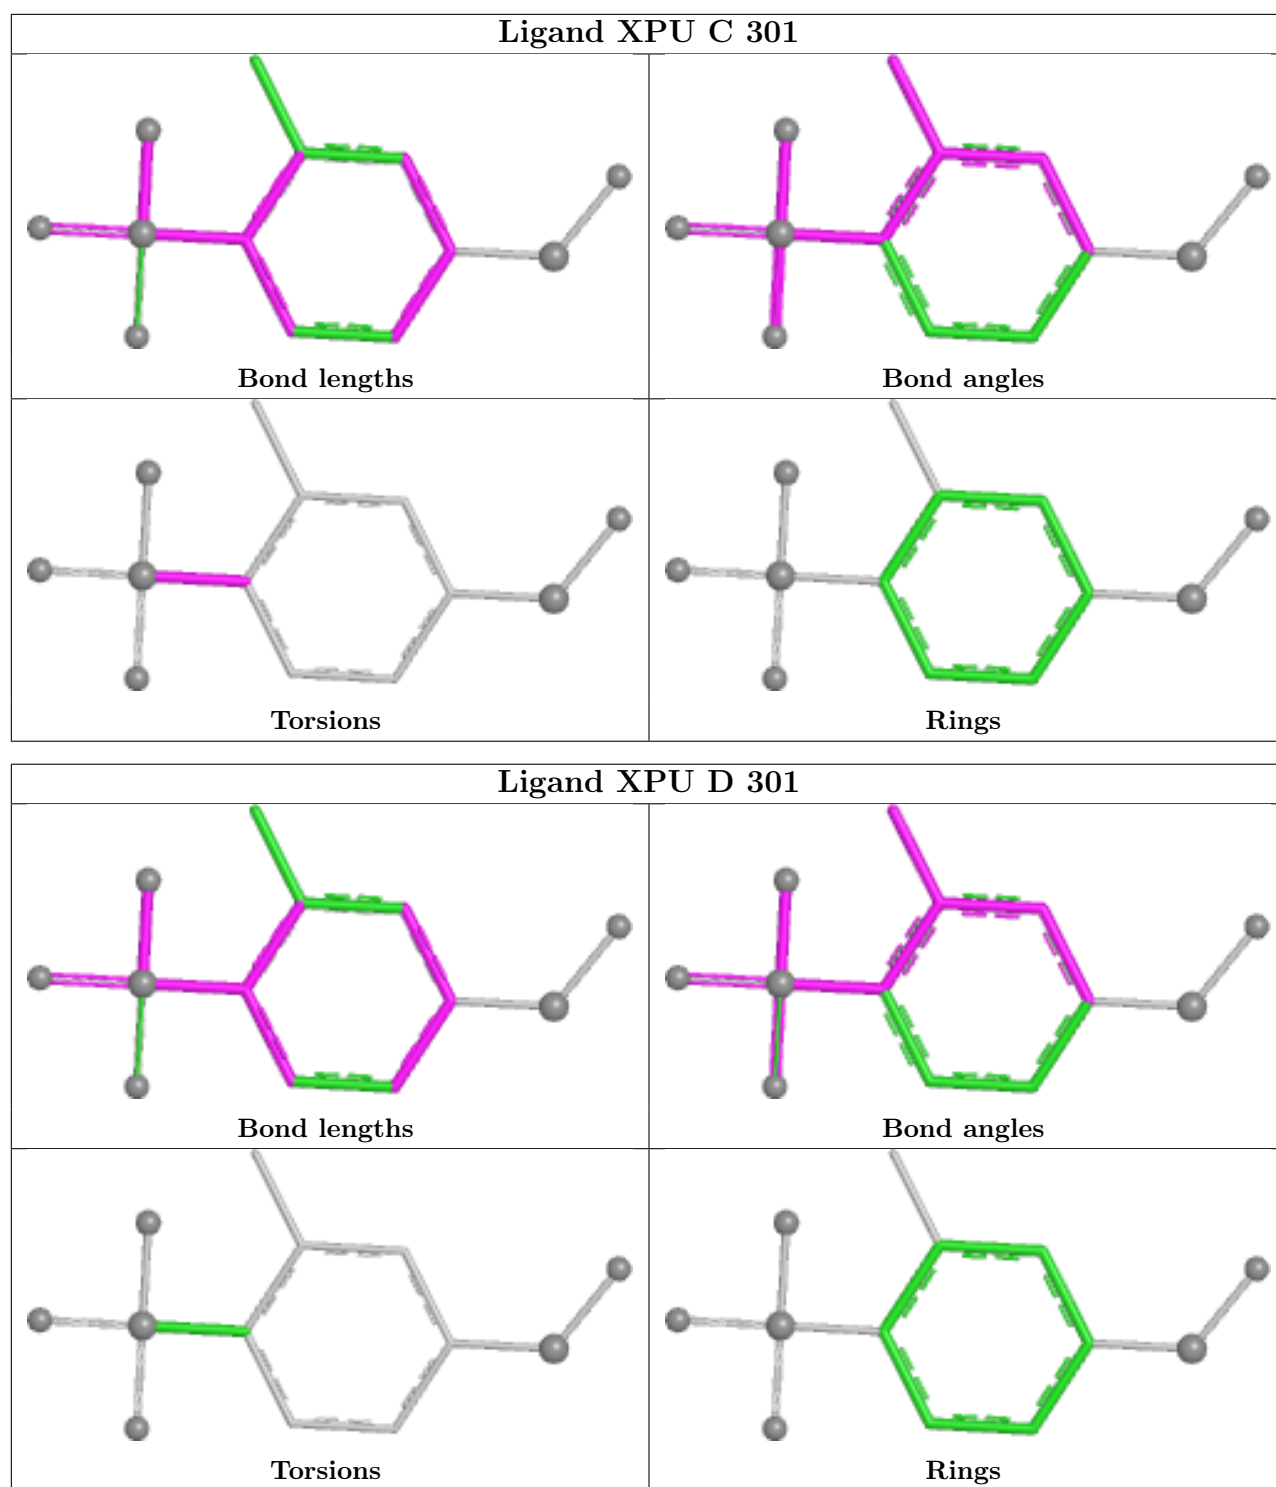 Ligand XPU C 301
Bond lengths
Bond angles
Torsions
Rings
Ligand XPU D 301
Bond lengths
Bond angles
Torsions
Rings